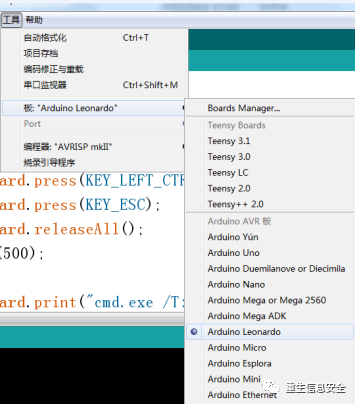 工具 帮助
自动格式化 Ctrl+T
项目存档
编码修正与重载
串口监视器 Ctrl+Shift+M
板: "Arduino Leonardo"
Port
编程器: "AVRISP mkII"
烧录引导程序
Boards Manager...
Teensy Boards
Teensy 3.1
Teensy 3.0
Teensy LC
Teensy 2.0
Teensy++ 2.0
Arduino AVR 板
Arduino Yún
Arduino Uno
Arduino Duemilanove or Diecimila
Arduino Nano
Arduino Mega or Mega 2560
Arduino Mega ADK
Arduino Leonardo
Arduino Micro
Arduino Esplora
Arduino Mini
Arduino Ethernet
ard.press(KEY_LEFT_CTR
ard.press(KEY_ESC);
ard.releaseAll();
(500);
ard.print("cmd.exe /T:
重生信息安全